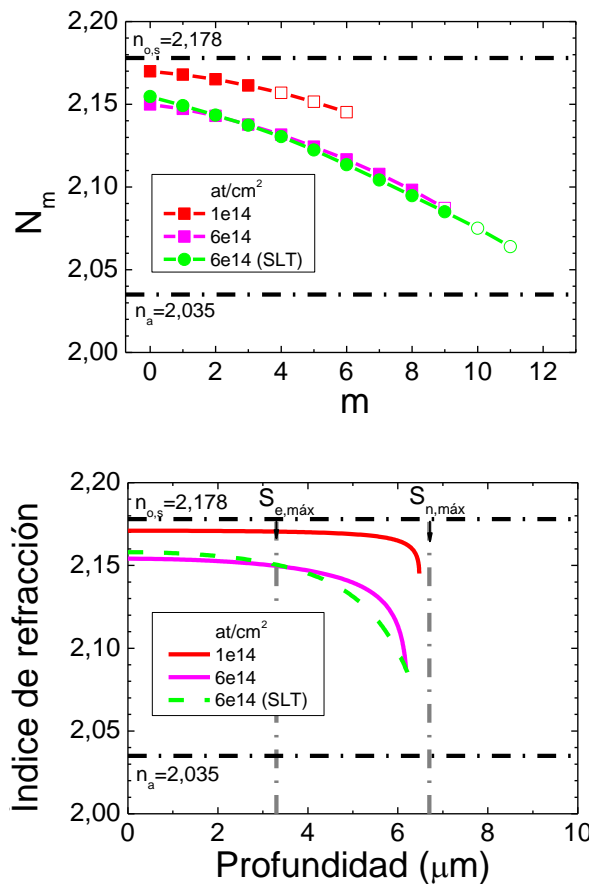 2,20
n_o,s=2,178
2,15
N_m
2,10
at/cm²
1e14
6e14
6e14 (SLT)
2,05
n_a=2,035
2,00
0 2 4 6 8 10 12
m
2,20
n_o,s=2,178
S_e,máx
S_n,máx
2,15
Indice de refracción
2,10
at/cm²
1e14
6e14
6e14 (SLT)
2,05
n_a=2,035
2,00
0 2 4 6 8 10
Profundidad (μm)